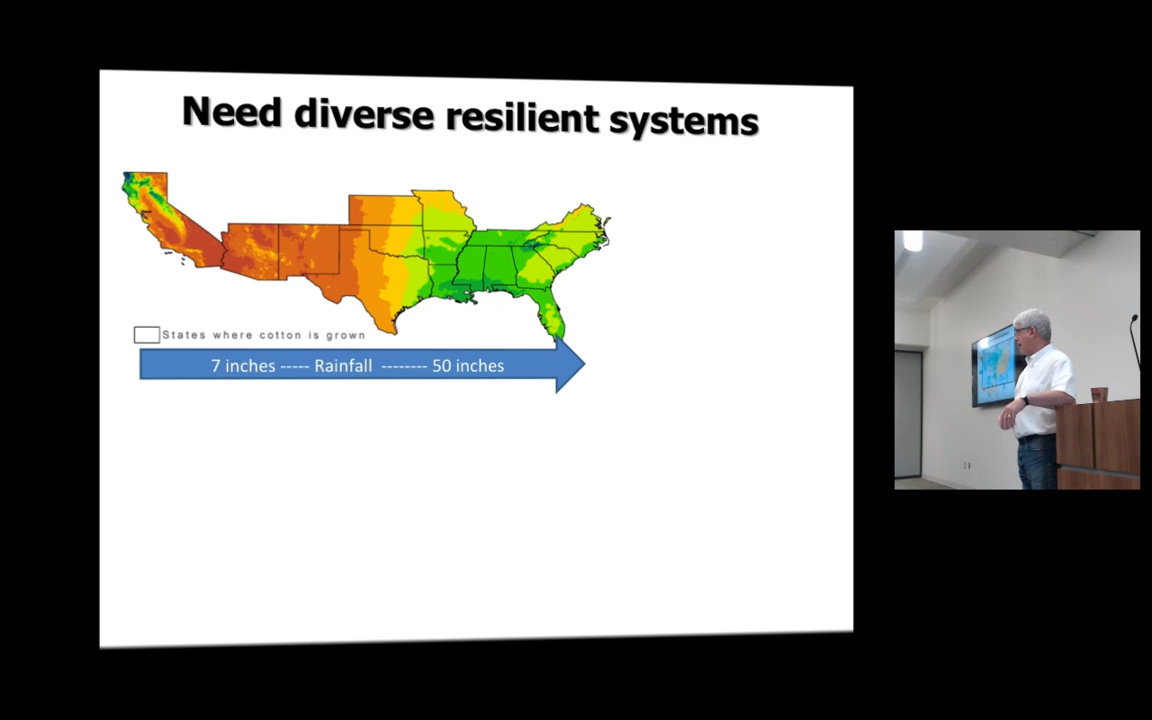 Need diverse resilient systems
States where cotton is grown
7 inches ----- Rainfall -------- 50 inches